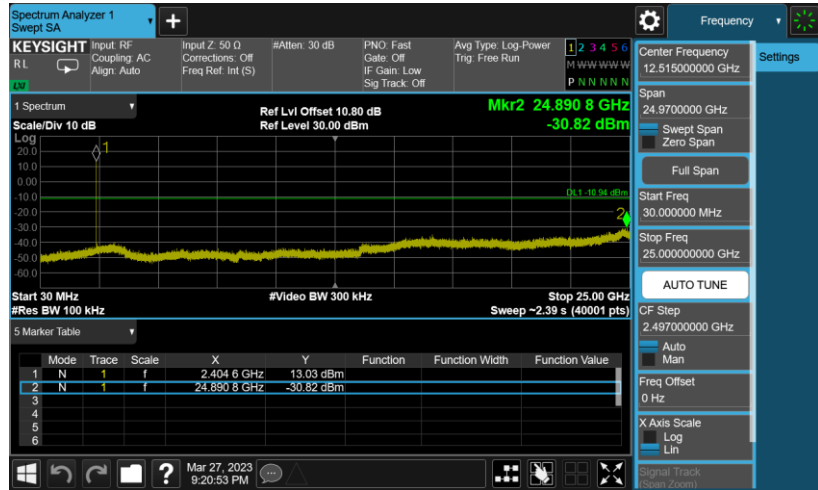 Spectrum Analyzer 1
Swept SA
+
Frequency
KEYSIGHT
RL
LXI
Input: RF
Coupling: AC
Align: Auto
Input Z: 50 Ω
Corrections: Off
Freq Ref: Int (S)
#Atten: 30 dB
PNO: Fast
Gate: Off
IF Gain: Low
Sig Track: Off
Avg Type: Log-Power
Trig: Free Run
1 2 3 4 5 6
M W W W W W
P N N N N N
1 Spectrum
Scale/Div 10 dB
Ref Lvl Offset 10.80 dB
Ref Level 30.00 dBm
Mkr2 24.890 8 GHz
-30.82 dBm
Log
20.0
10.0
0.00
-10.0
-20.0
-30.0
-40.0
-50.0
-60.0
1
DL1 -10.94 dBm
2
Start 30 MHz
#Res BW 100 kHz
#Video BW 300 kHz
Stop 25.00 GHz
Sweep ~2.39 s (40001 pts)
5 Marker Table
Mode Trace Scale X Y Function Function Width Function Value
1 N 1 f 2.404 6 GHz 13.03 dBm
2 N 1 f 24.890 8 GHz -30.82 dBm
3
4
5
6
?
Mar 27, 2023
9:20:53 PM
Center Frequency
12.515000000 GHz
Settings
Span
24.9700000 GHz
Swept Span
Zero Span
Full Span
Start Freq
30.000000 MHz
Stop Freq
25.000000000 GHz
AUTO TUNE
CF Step
2.497000000 GHz
Auto
Man
Freq Offset
0 Hz
X Axis Scale
Log
Lin
Signal Track
(Span Zoom)